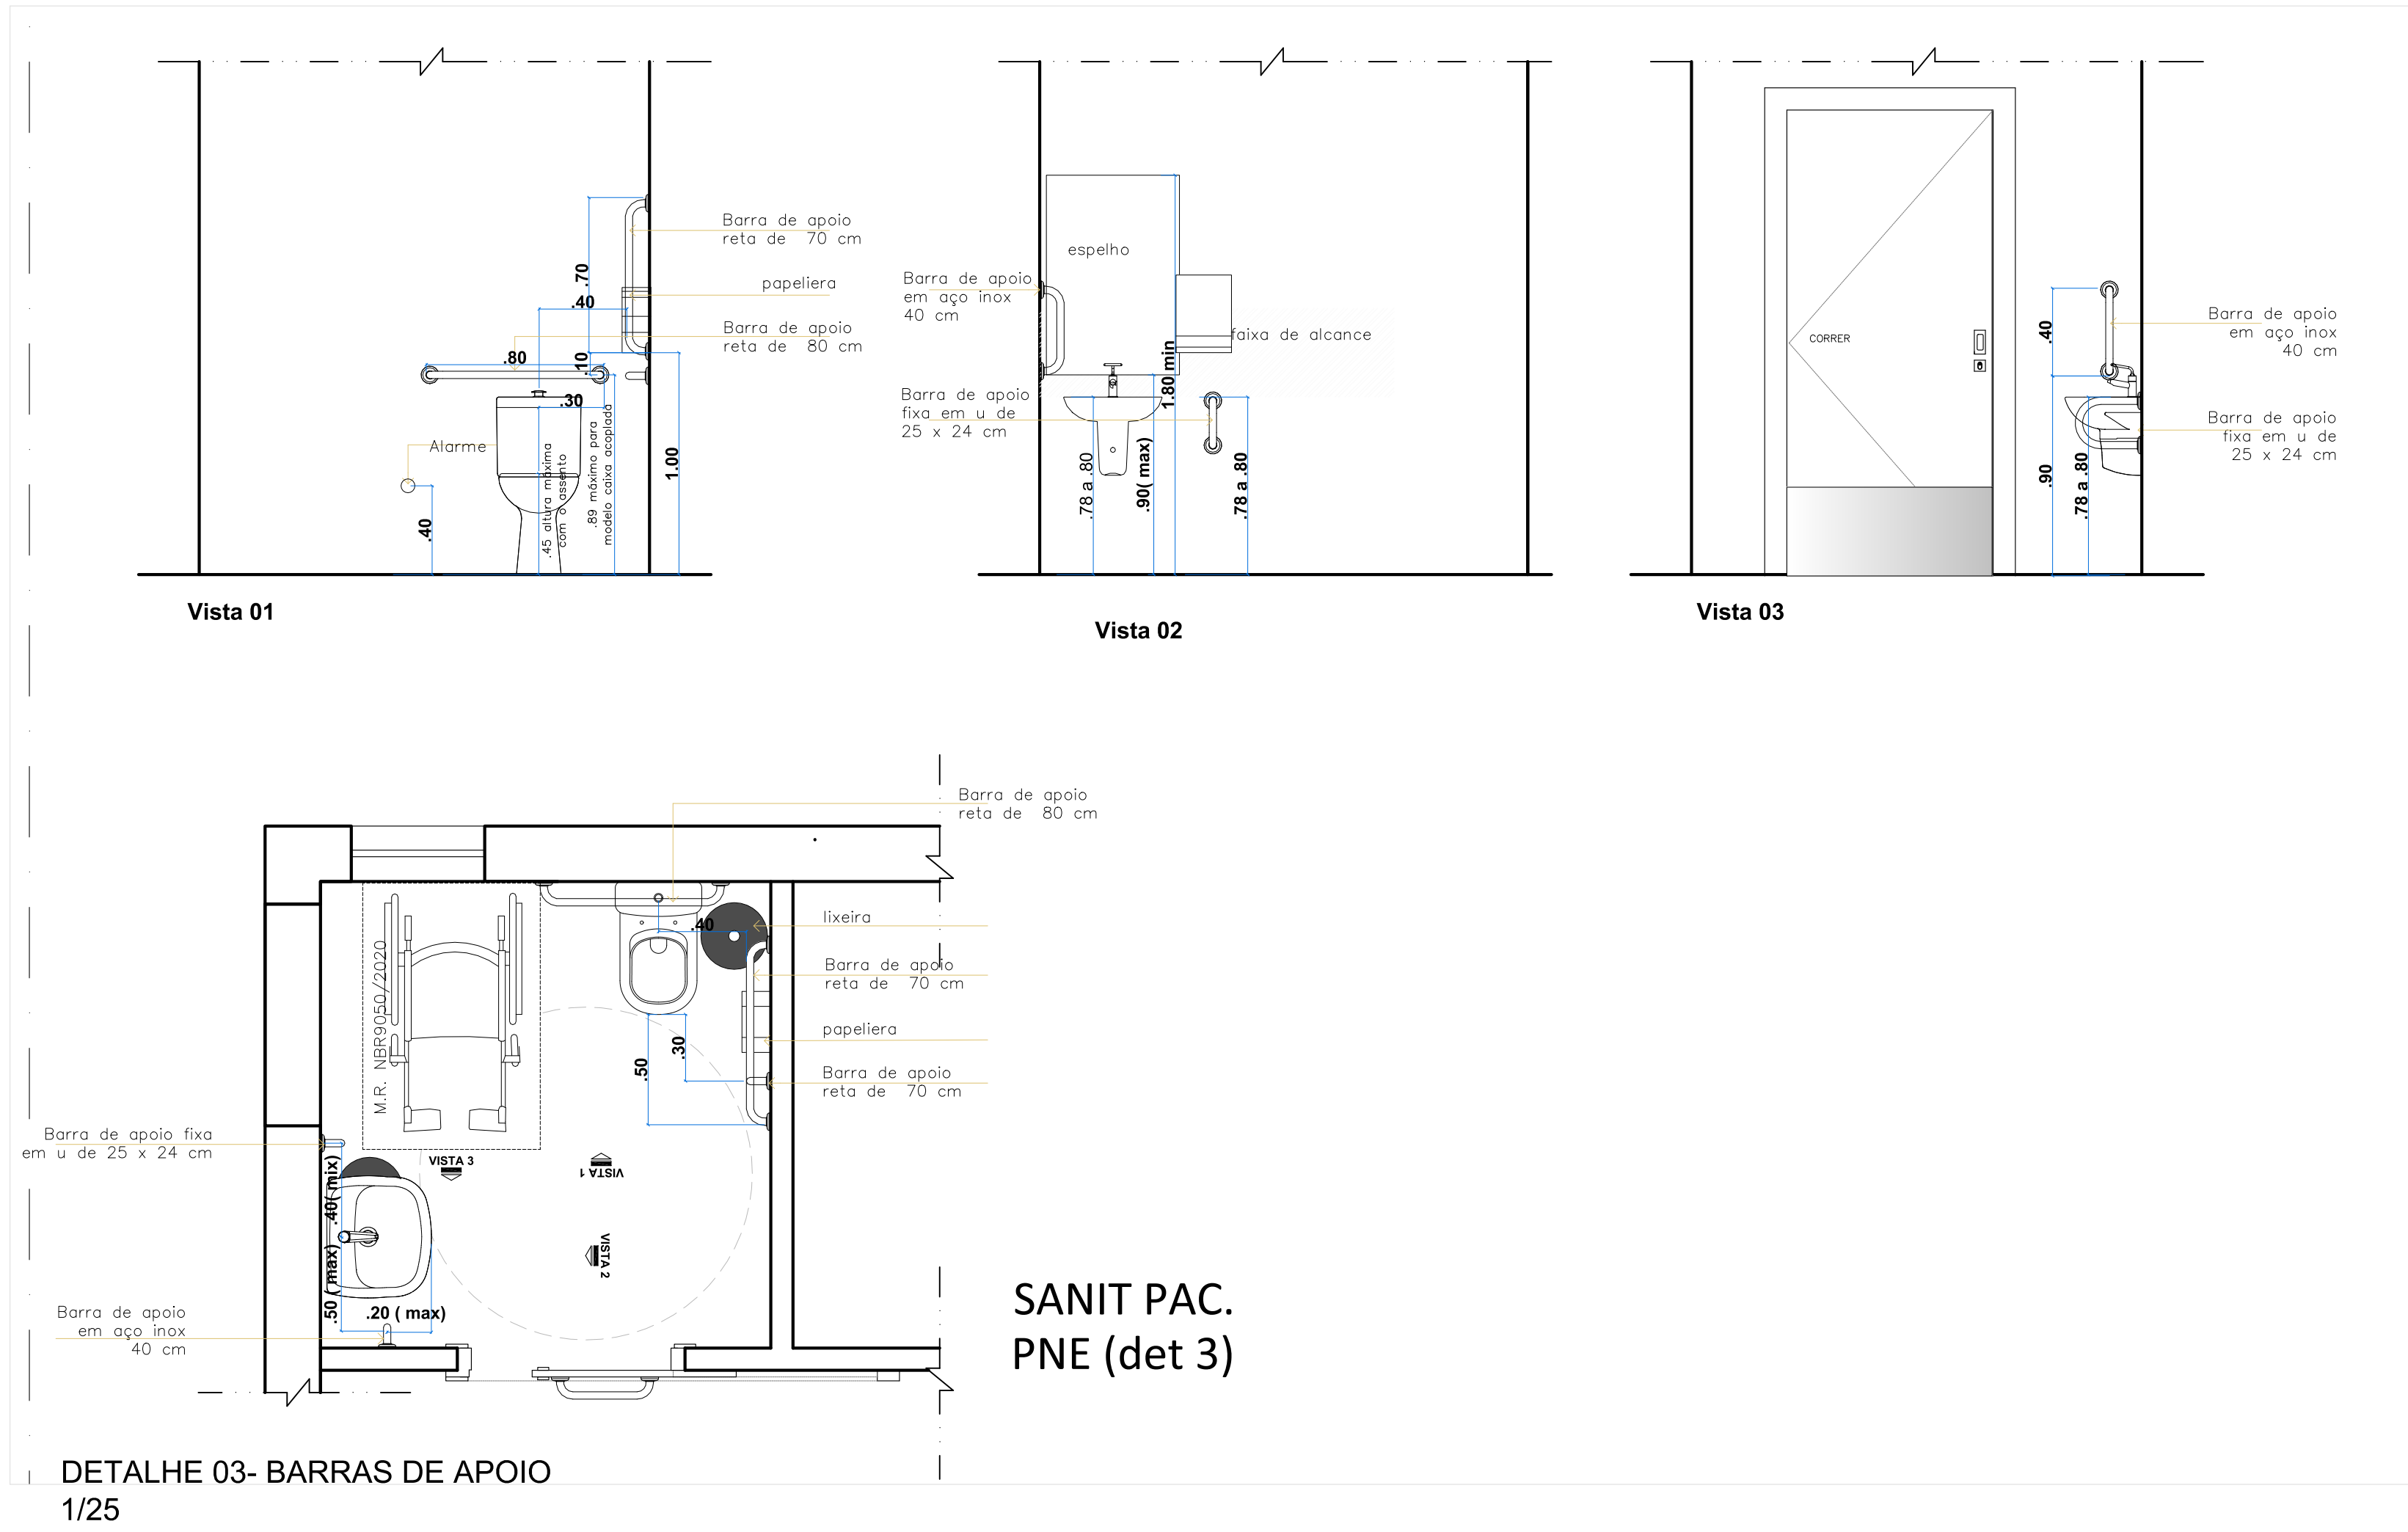 Barra de apoio
reta de 70 cm
.70
papeliera
.40
Barra de apoio
reta de 80 cm
.80
.10
.30
Alarme
.45 altura máxima
com o assento
.89 máximo para
modelo caixa acoplada
1.00
.40
Vista 01
espelho
Barra de apoio
em aço inox
40 cm
faixa de alcance
1.80 min
Barra de apoio
fixa em u de
25 x 24 cm
.78 a .80
.90( max)
.78 a .80
Vista 02
CORRER
.40
Barra de apoio
em aço inox
40 cm
.90
.78 a .80
Barra de apoio
fixa em u de
25 x 24 cm
Vista 03
Barra de apoio
reta de 80 cm
lixeira
.40
Barra de apoio
reta de 70 cm
M.R. NBR9050/2020
papeliera
.30
.50
Barra de apoio
reta de 70 cm
Barra de apoio fixa
em u de 25 x 24 cm
VISTA 3
VISTA 1
.40( mix)
VISTA 2
.50 ( max)
.20 ( max)
Barra de apoio
em aço inox
40 cm
SANIT PAC.
PNE (det 3)
DETALHE 03- BARRAS DE APOIO
1/25